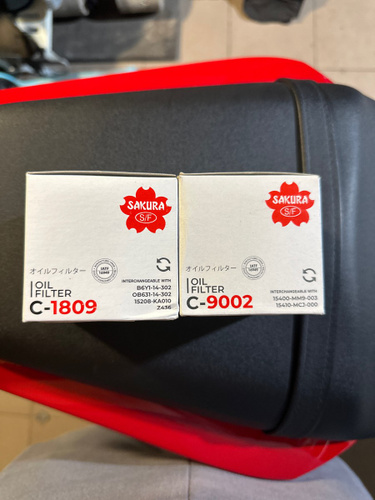 SAKURA
S/F
オイルフィルター
OIL
FILTER
C-1809
INTERCHANGEABLE WITH
B6Y1-14-302
OB631-14-302
15208-KA010
Z436
SAKURA
S/F
オイルフィルター
OIL
FILTER
C-9002
INTERCHANGEABLE WITH
15400-MM9-003
15410-MCJ-000